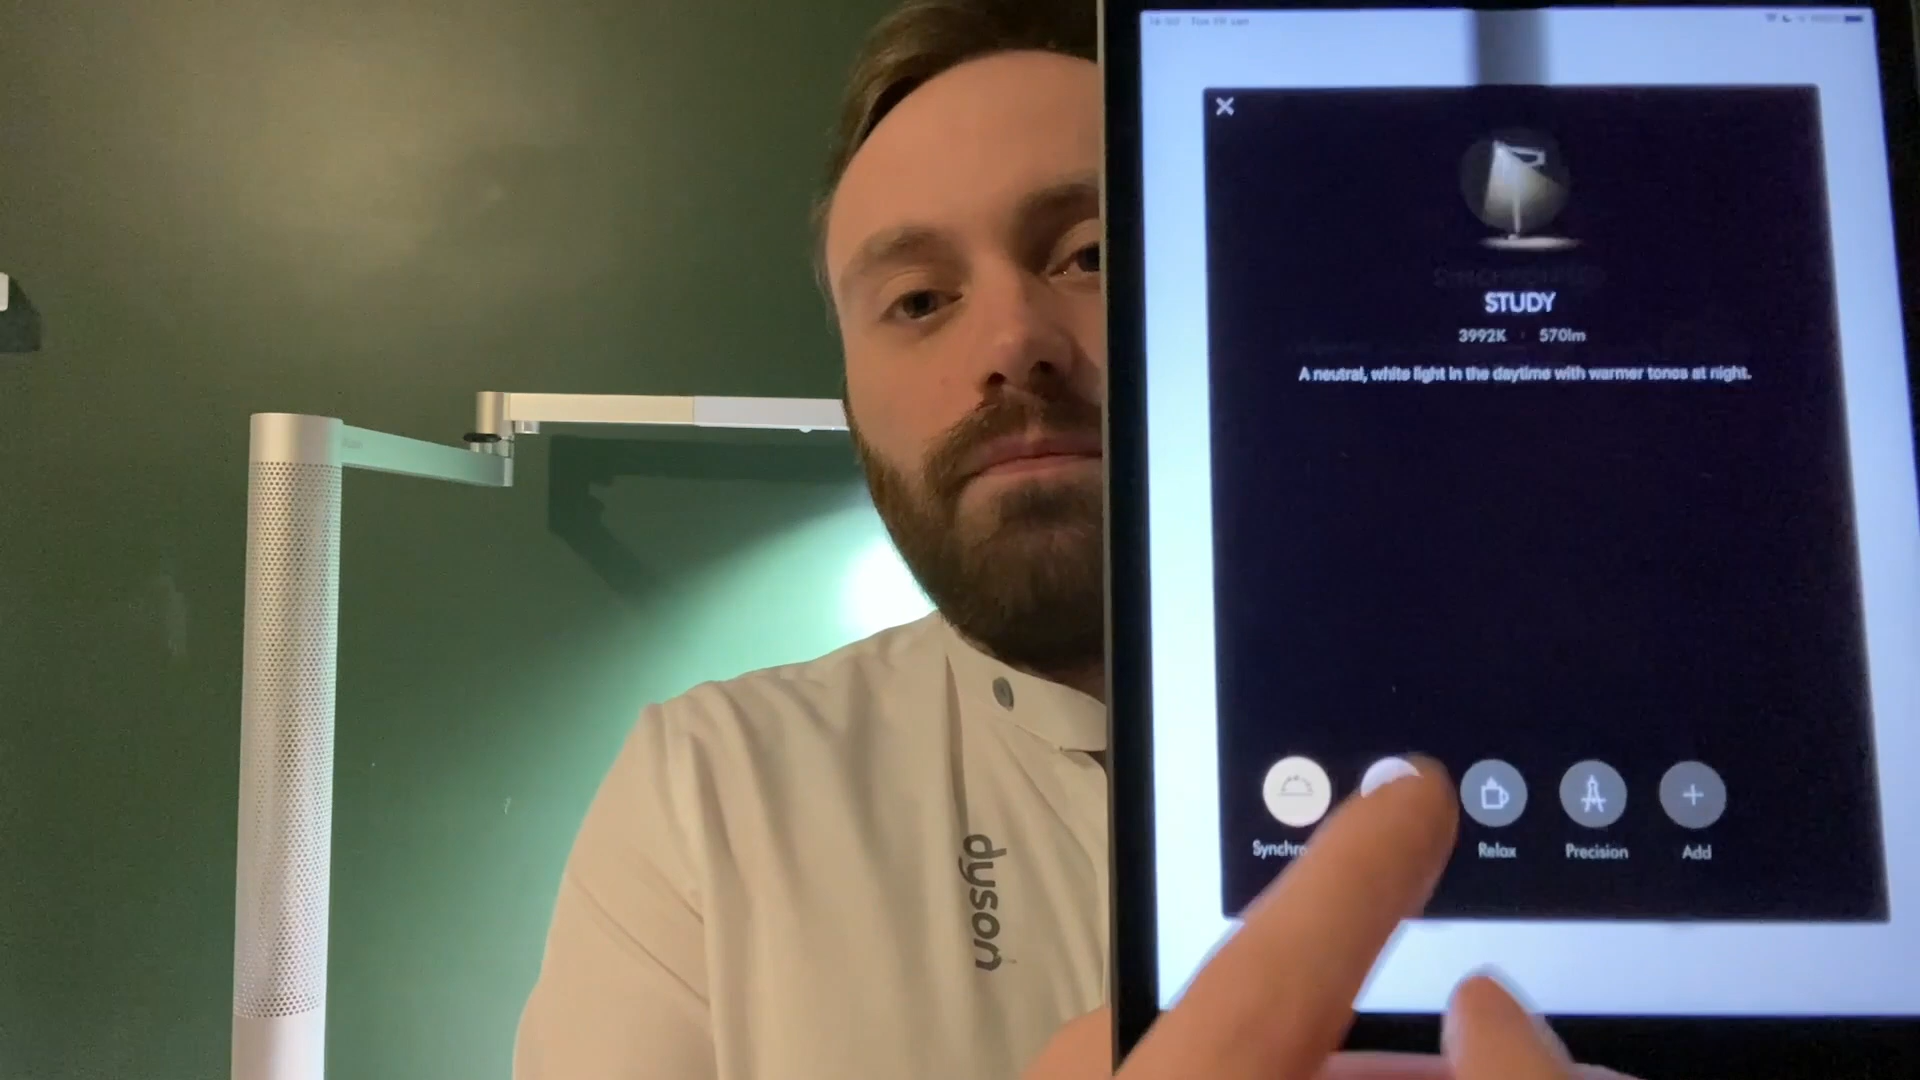 STUDY
3992K 570lm
A neutral, white light in the daytime with warmer tones at night.
Relax Precision Add
dyson